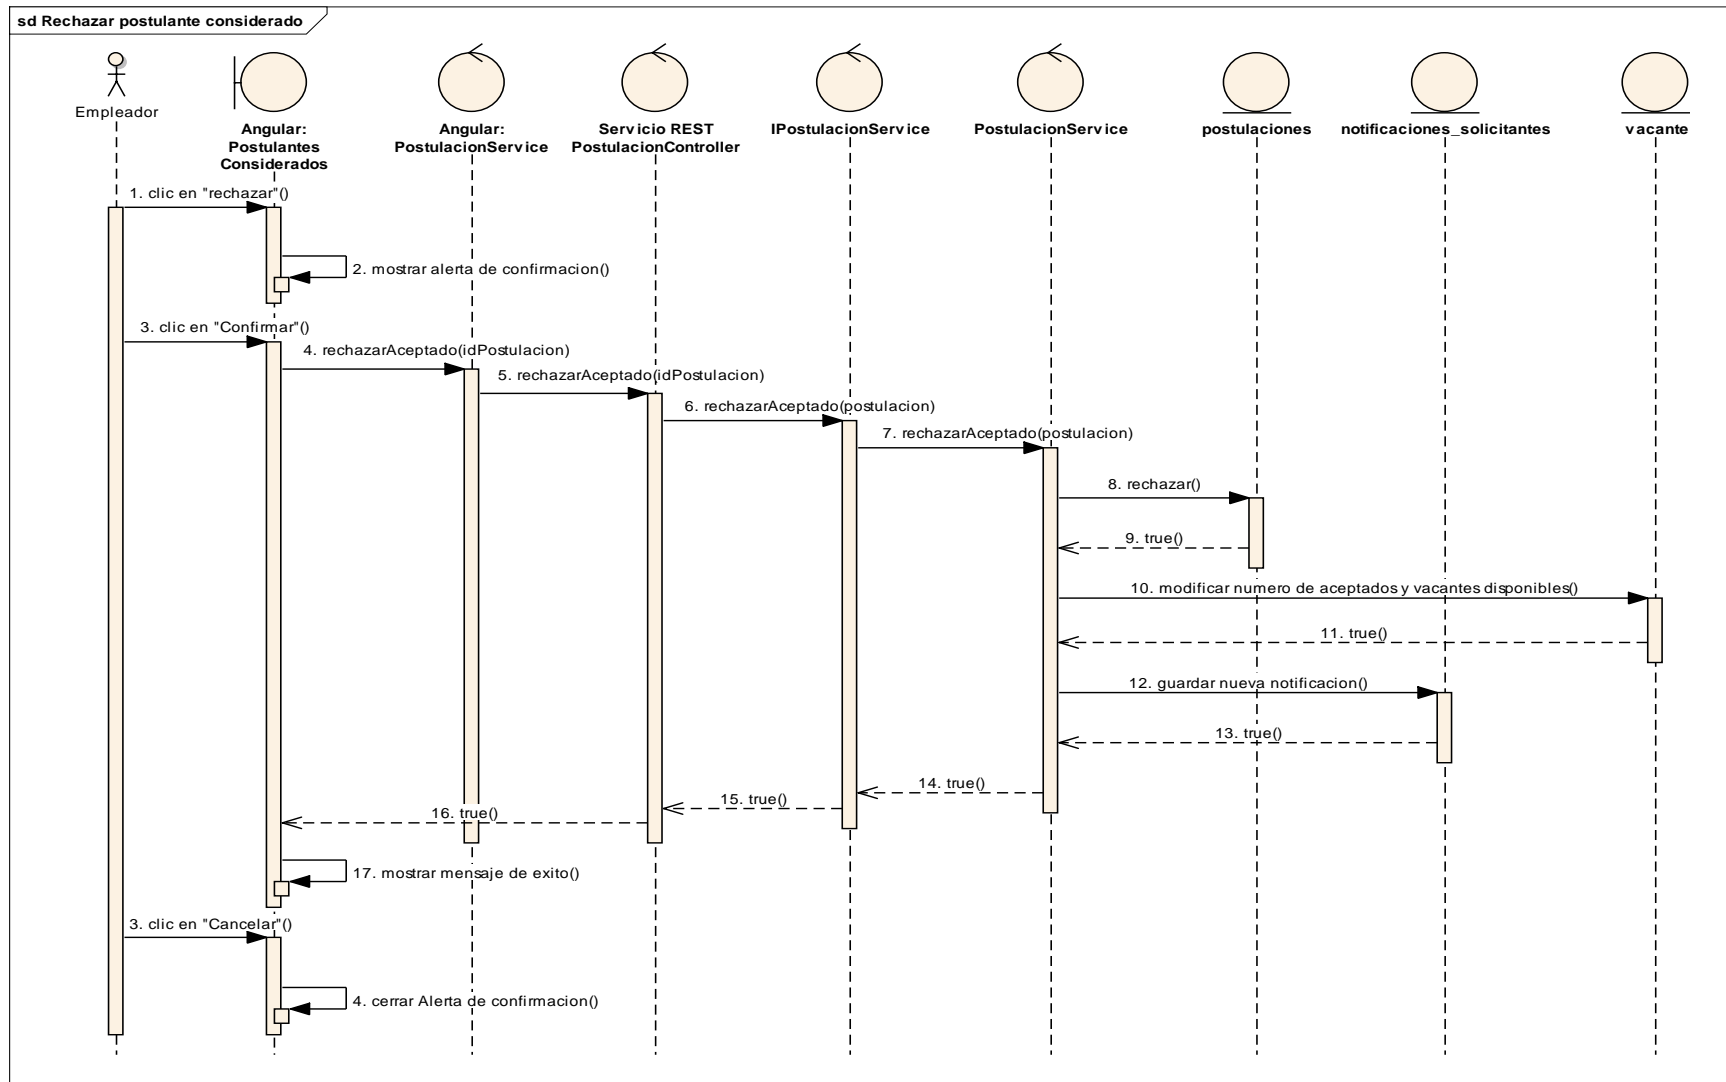 sd Rechazar postulante considerado
Empleador
Angular:
Postulantes
Considerados
Angular:
PostulacionService
Servicio REST
PostulacionController
IPostulacionService
PostulacionService
postulaciones
notificaciones_solicitantes
vacante
1. clic en "rechazar"()
2. mostrar alerta de confirmacion()
3. clic en "Confirmar"()
4. rechazarAceptado(idPostulacion)
5. rechazarAceptado(idPostulacion)
6. rechazarAceptado(postulacion)
7. rechazarAceptado(postulacion)
8. rechazar()
9. true()
10. modificar numero de aceptados y vacantes disponibles()
11. true()
12. guardar nueva notificacion()
13. true()
14. true()
15. true()
16. true()
17. mostrar mensaje de exito()
3. clic en "Cancelar"()
4. cerrar Alerta de confirmacion()